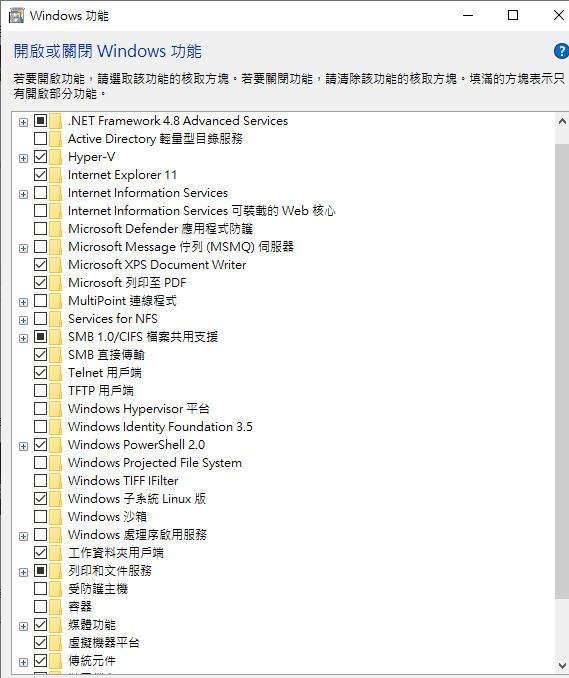 Windows 功能
開啟或關閉 Windows 功能
若要開啟功能，請選取該功能的核取方塊。若要關閉功能，請清除該功能的核取方塊。填滿的方塊表示只
有開啟部分功能。
.NET Framework 4.8 Advanced Services
Active Directory 輕量型目錄服務
Hyper-V
Internet Explorer 11
Internet Information Services
Internet Information Services 可裝載的 Web 核心
Microsoft Defender 應用程式防護
Microsoft Message 佇列 (MSMQ) 伺服器
Microsoft XPS Document Writer
Microsoft 列印至 PDF
MultiPoint 連線程式
Services for NFS
SMB 1.0/CIFS 檔案共用支援
SMB 直接傳輸
Telnet 用戶端
TFTP 用戶端
Windows Hypervisor 平台
Windows Identity Foundation 3.5
Windows PowerShell 2.0
Windows Projected File System
Windows TIFF IFilter
Windows 子系統 Linux 版
Windows 沙箱
Windows 處理序啟用服務
工作資料夾用戶端
列印和文件服務
受防護主機
容器
媒體功能
虛擬機器平台
傳統元件